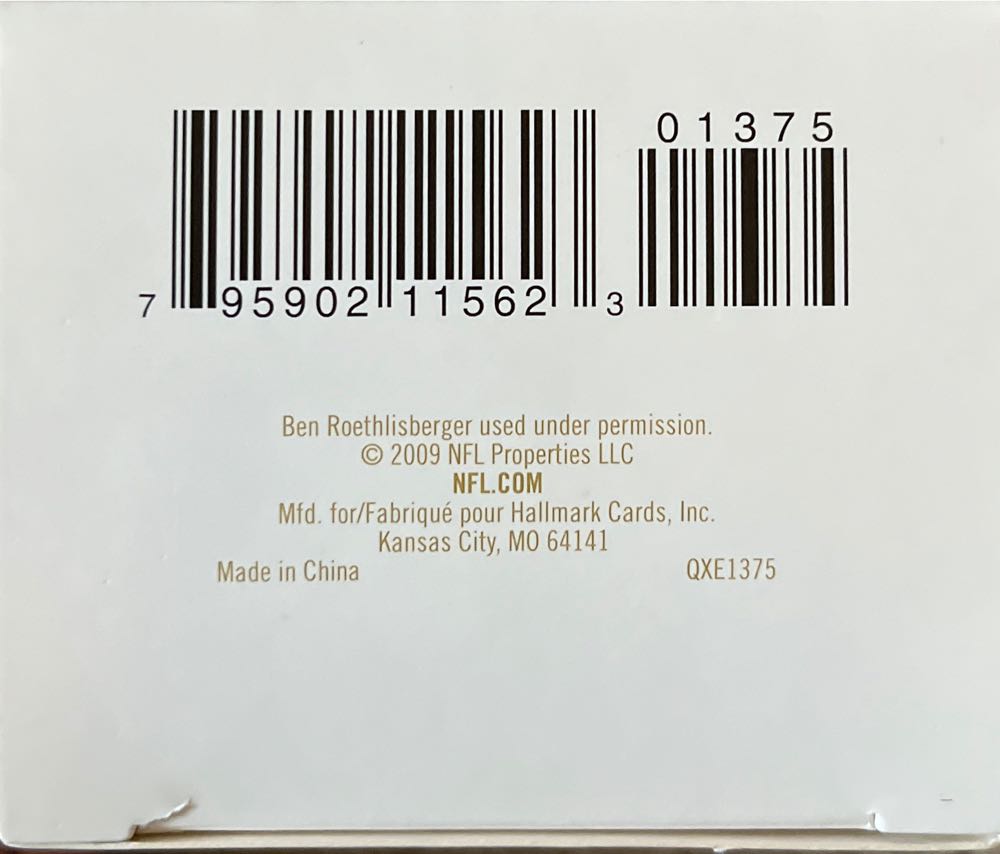 01375
7 95902 11562 3
Ben Roethlisberger used under permission.
© 2009 NFL Properties LLC
NFL.COM
Mfd. for/Fabriqué pour Hallmark Cards, Inc.
Kansas City, MO 64141
Made in China QXE1375